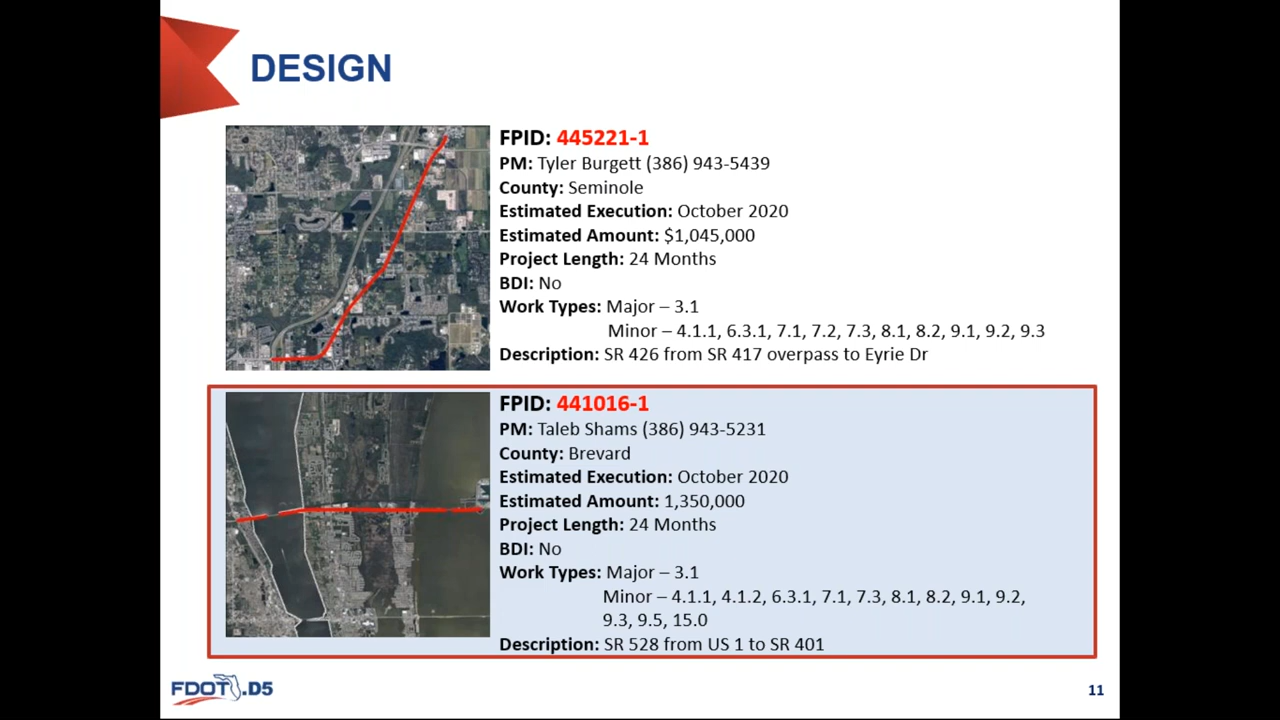 DESIGN
FPID: 445221-1
PM: Tyler Burgett (386) 943-5439
County: Seminole
Estimated Execution: October 2020
Estimated Amount: $1,045,000
Project Length: 24 Months
BDI: No
Work Types: Major – 3.1
Minor – 4.1.1, 6.3.1, 7.1, 7.2, 7.3, 8.1, 8.2, 9.1, 9.2, 9.3
Description: SR 426 from SR 417 overpass to Eyrie Dr
FPID: 441016-1
PM: Taleb Shams (386) 943-5231
County: Brevard
Estimated Execution: October 2020
Estimated Amount: 1,350,000
Project Length: 24 Months
BDI: No
Work Types: Major – 3.1
Minor – 4.1.1, 4.1.2, 6.3.1, 7.1, 7.3, 8.1, 8.2, 9.1, 9.2,
9.3, 9.5, 15.0
Description: SR 528 from US 1 to SR 401
FDOT.D5
11